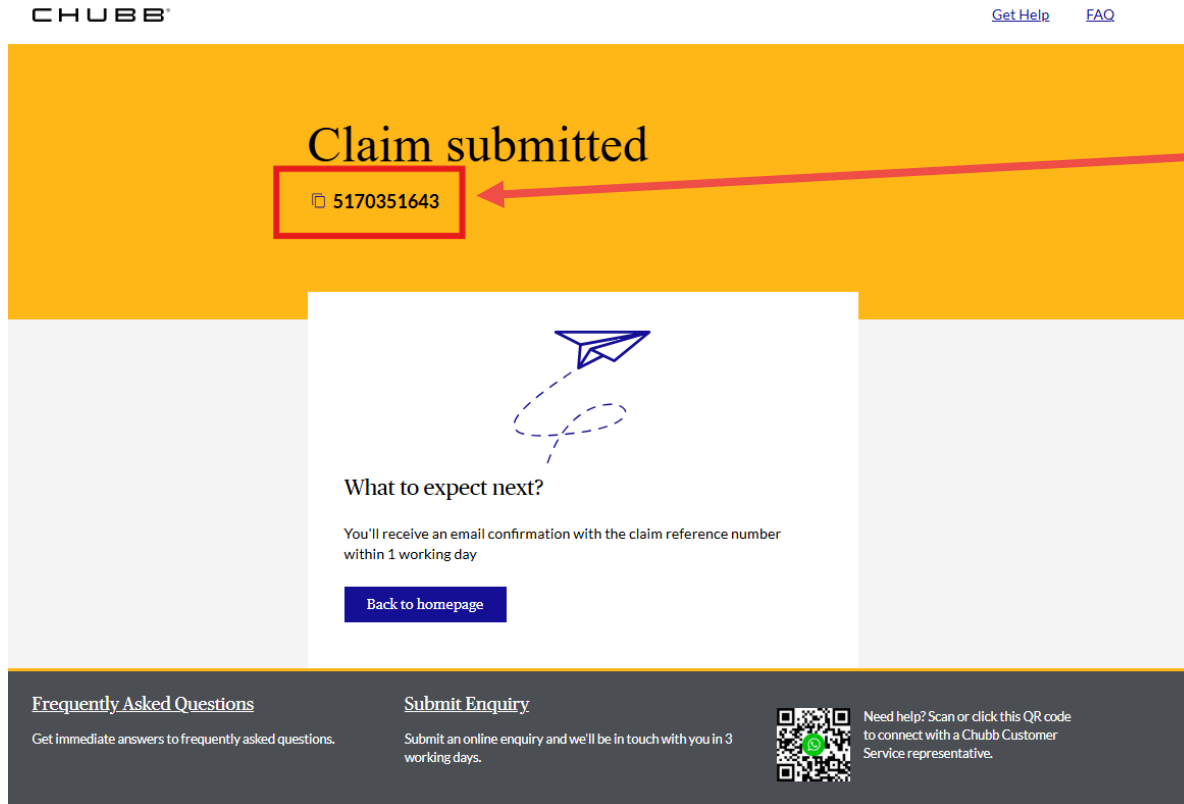 CHUBB®
Get Help FAQ
Claim submitted
5170351643
What to expect next?
You'll receive an email confirmation with the claim reference number
within 1 working day
Back to homepage
Frequently Asked Questions
Get immediate answers to frequently asked questions.
Submit Enquiry
Submit an online enquiry and we'll be in touch with you in 3
working days.
Need help? Scan or click this QR code
to connect with a Chubb Customer
Service representative.